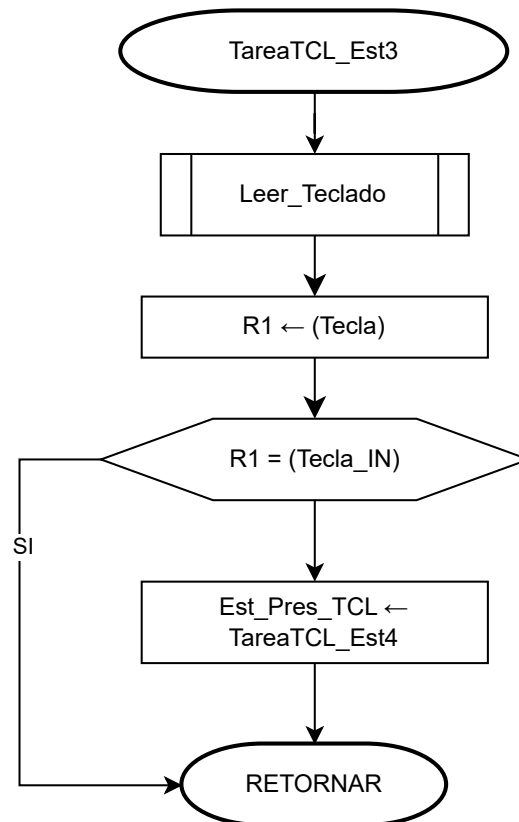 TareaTCL_Est3
Leer_Teclado
R1 ← (Tecla)
R1 = (Tecla_IN)
SI
Est_Pres_TCL ←
TareaTCL_Est4
RETORNAR